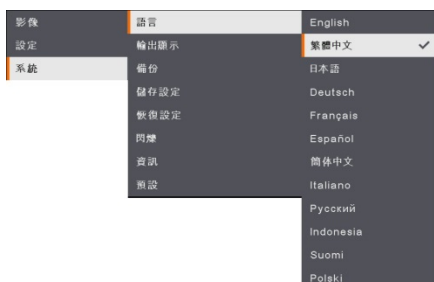 影像
設定
系統
語言
輸出顯示
備份
儲存設定
恢復設定
閃爍
資訊
預設
English
繁體中文
日本語
Deutsch
Français
Español
简体中文
Italiano
Русский
Indonesia
Suomi
Polski